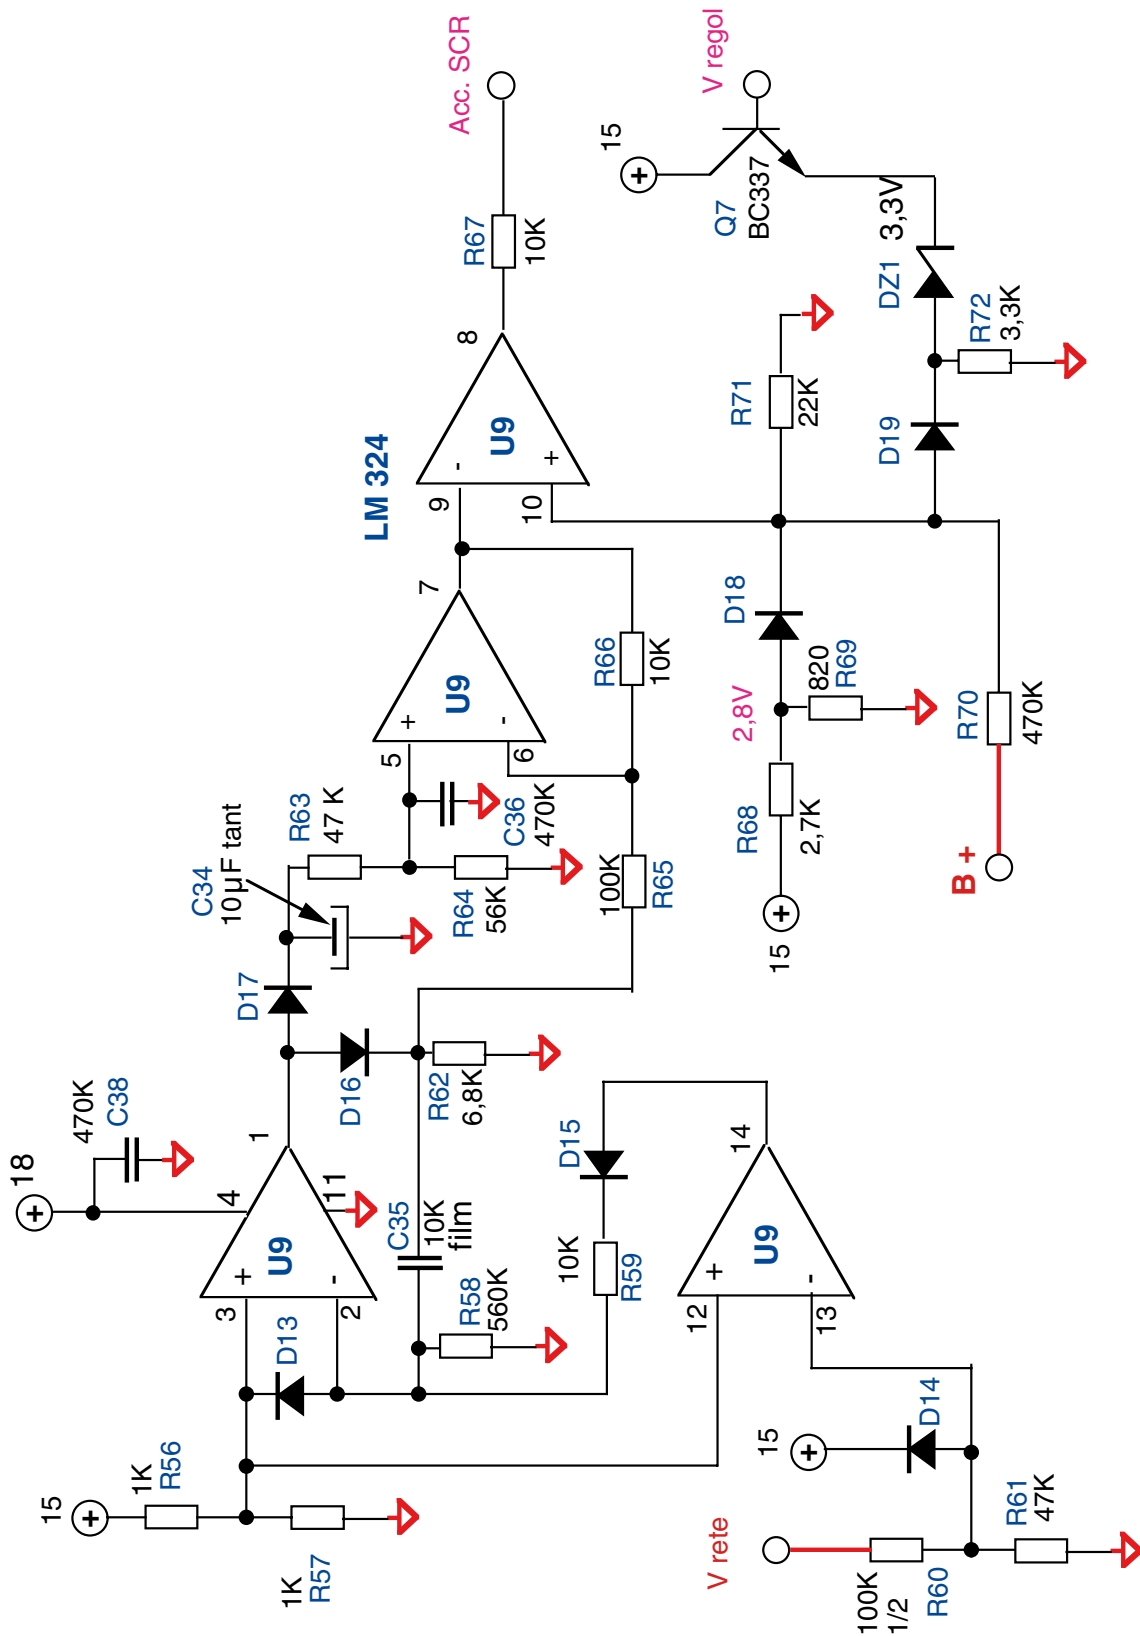 18
470K
C38
4
3
+
U9
-
2
1
11
D13
15
1K
R56
1K
R57
D17
C34
10µF tant
R63
47 K
D16
R62
6,8K
C35
10K
film
R58
560K
R64
56K
C36
470K
5
+
U9
-
6
7
LM 324
9
-
U9
+
10
8
R67
10K
Acc. SCR
R66
10K
100K
R65
D15
10K
R59
12
+
U9
-
13
14
15
D14
V rete
100K
1/2
R60
R61
47K
15
R68
2,7K
2,8V
820
R69
D18
R71
22K
B +
R70
470K
D19
R72
3,3K
DZ1
3,3V
15
Q7
BC337
V regol